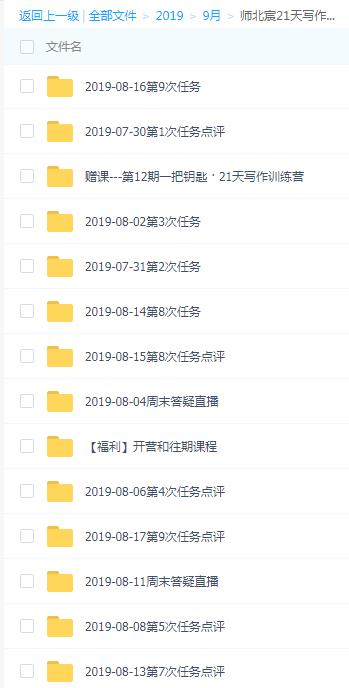 返回上一级 | 全部文件 > 2019 > 9月 > 师北宸21天写作...
文件名
2019-08-16第9次任务
2019-07-30第1次任务点评
赠课---第12期一把钥匙·21天写作训练营
2019-08-02第3次任务
2019-07-31第2次任务
2019-08-14第8次任务
2019-08-15第8次任务点评
2019-08-04周末答疑直播
【福利】开营和往期课程
2019-08-06第4次任务点评
2019-08-17第9次任务点评
2019-08-11周末答疑直播
2019-08-08第5次任务点评
2019-08-13第7次任务点评